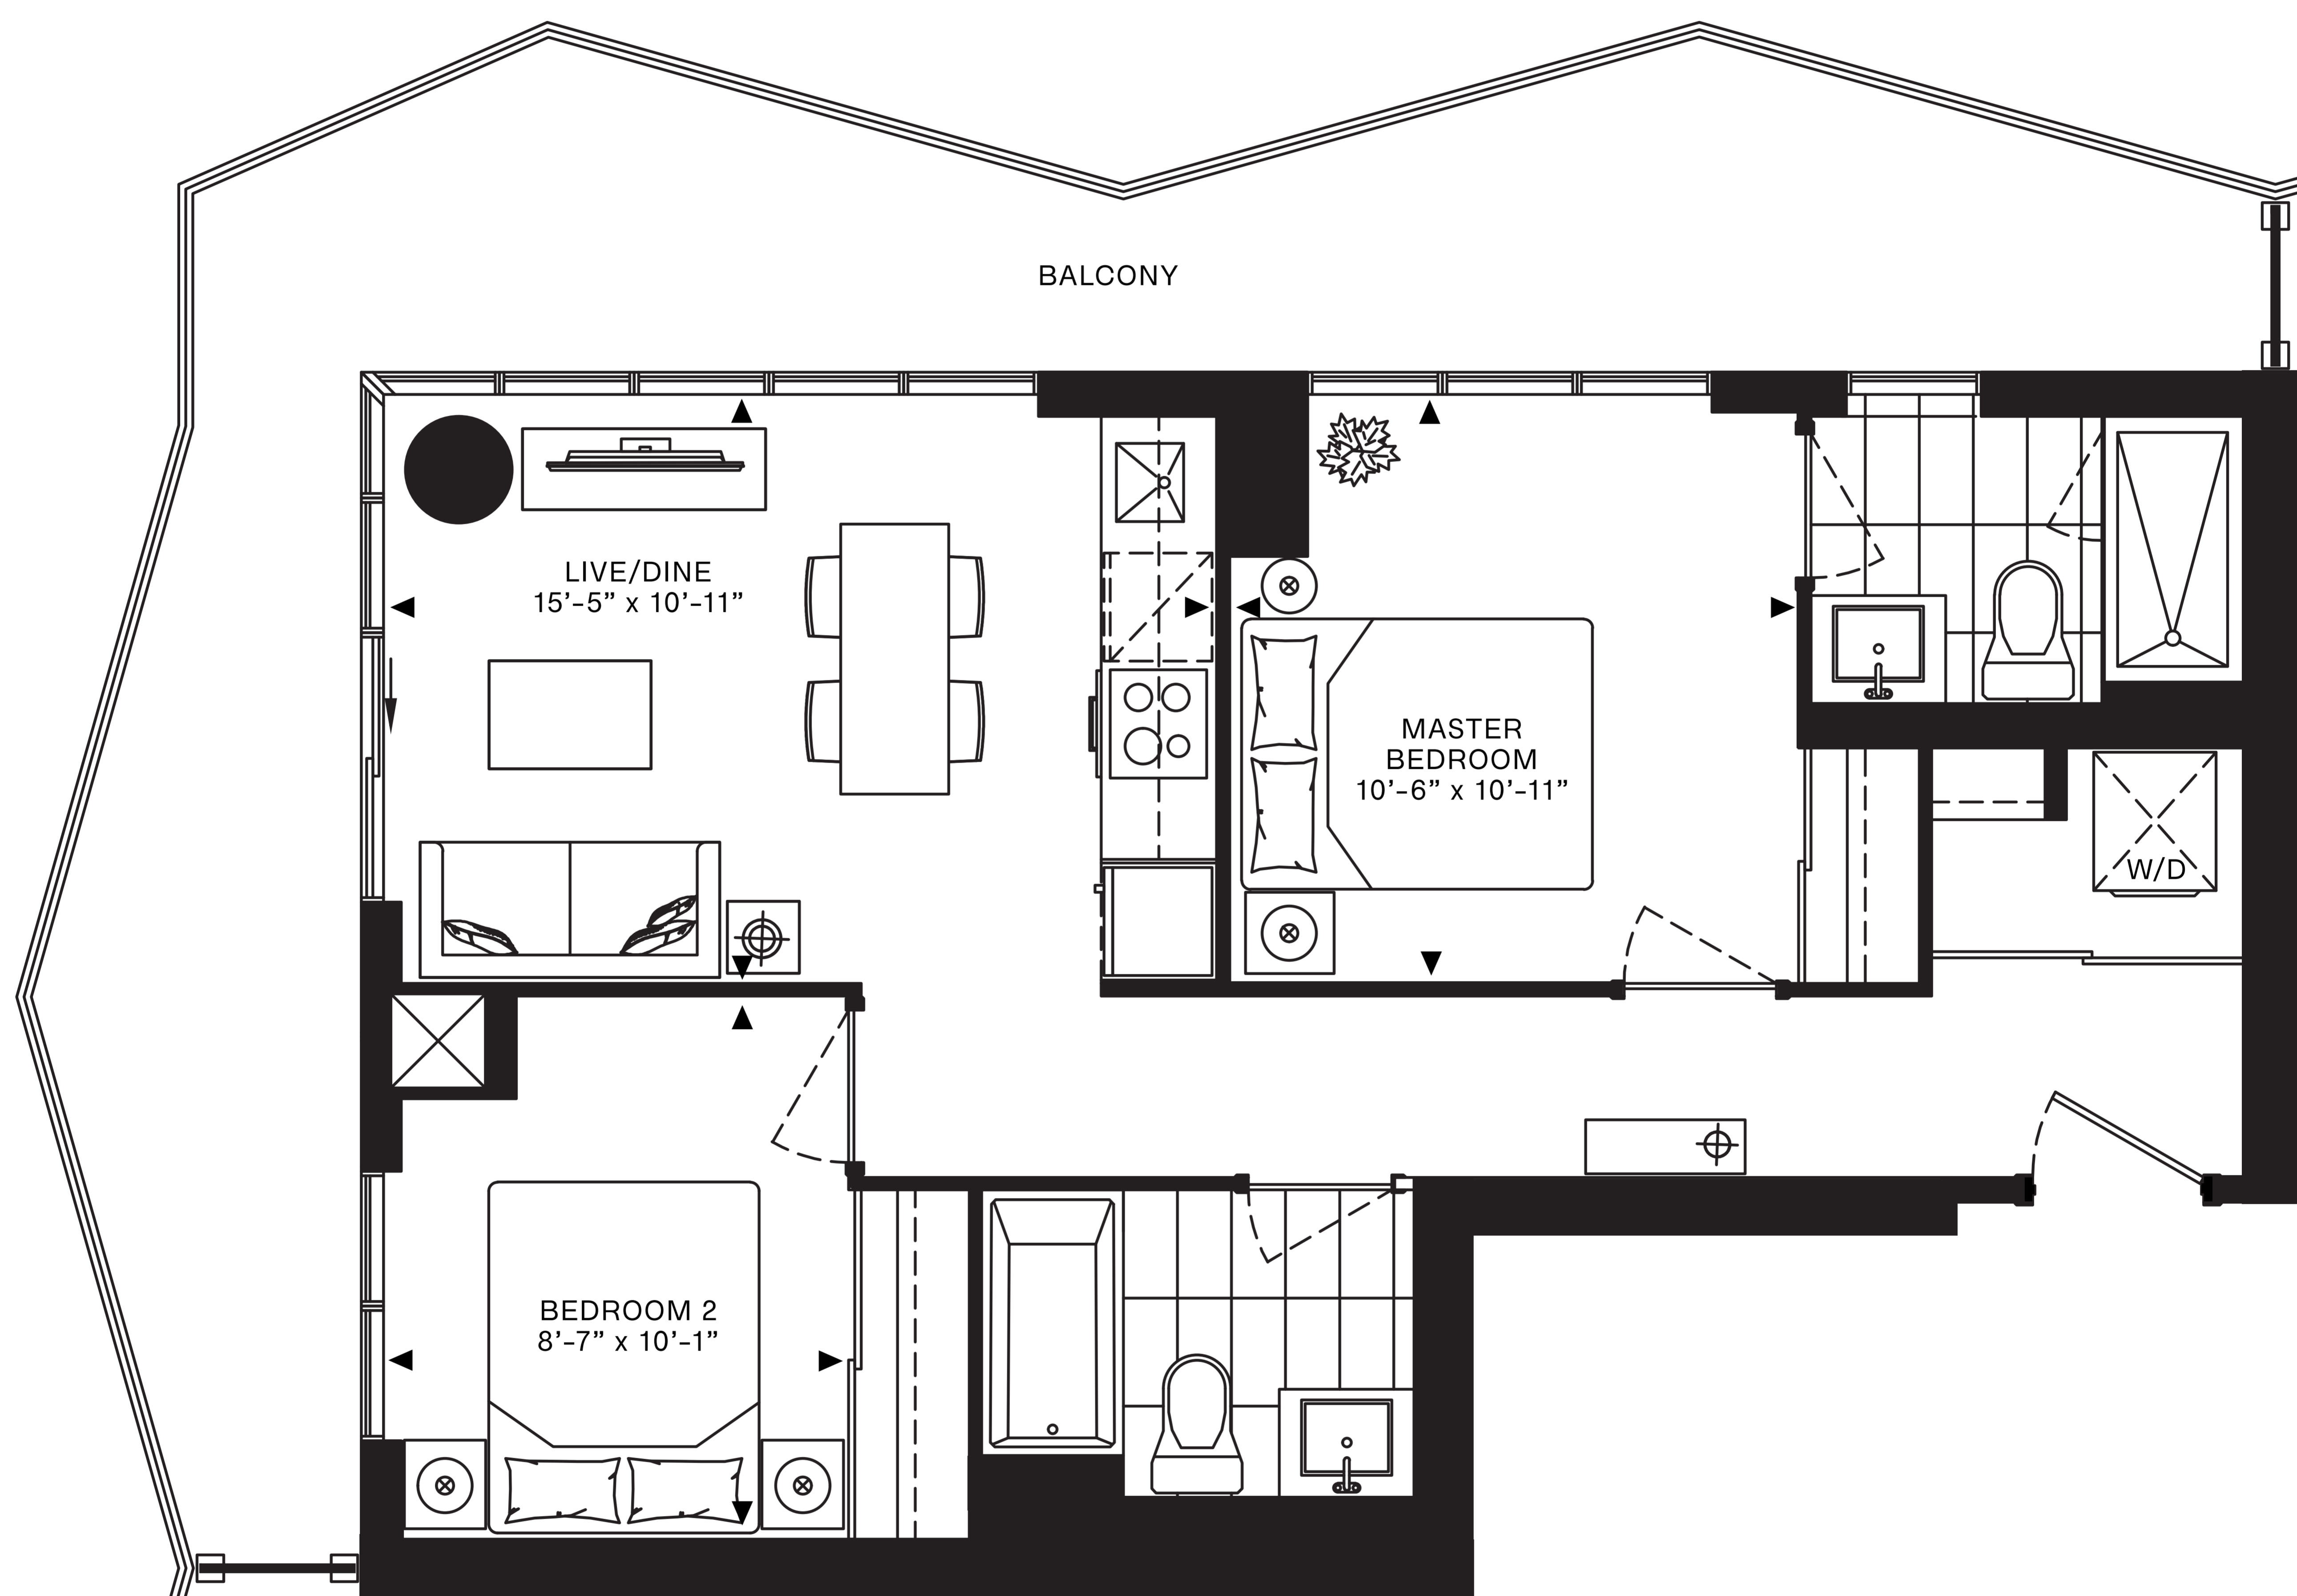 BALCONY
LIVE/DINE
15’-5” x 10’-11”
MASTER
BEDROOM
10’-6” x 10’-11”
W/D
BEDROOM 2
8’-7” x 10’-1”